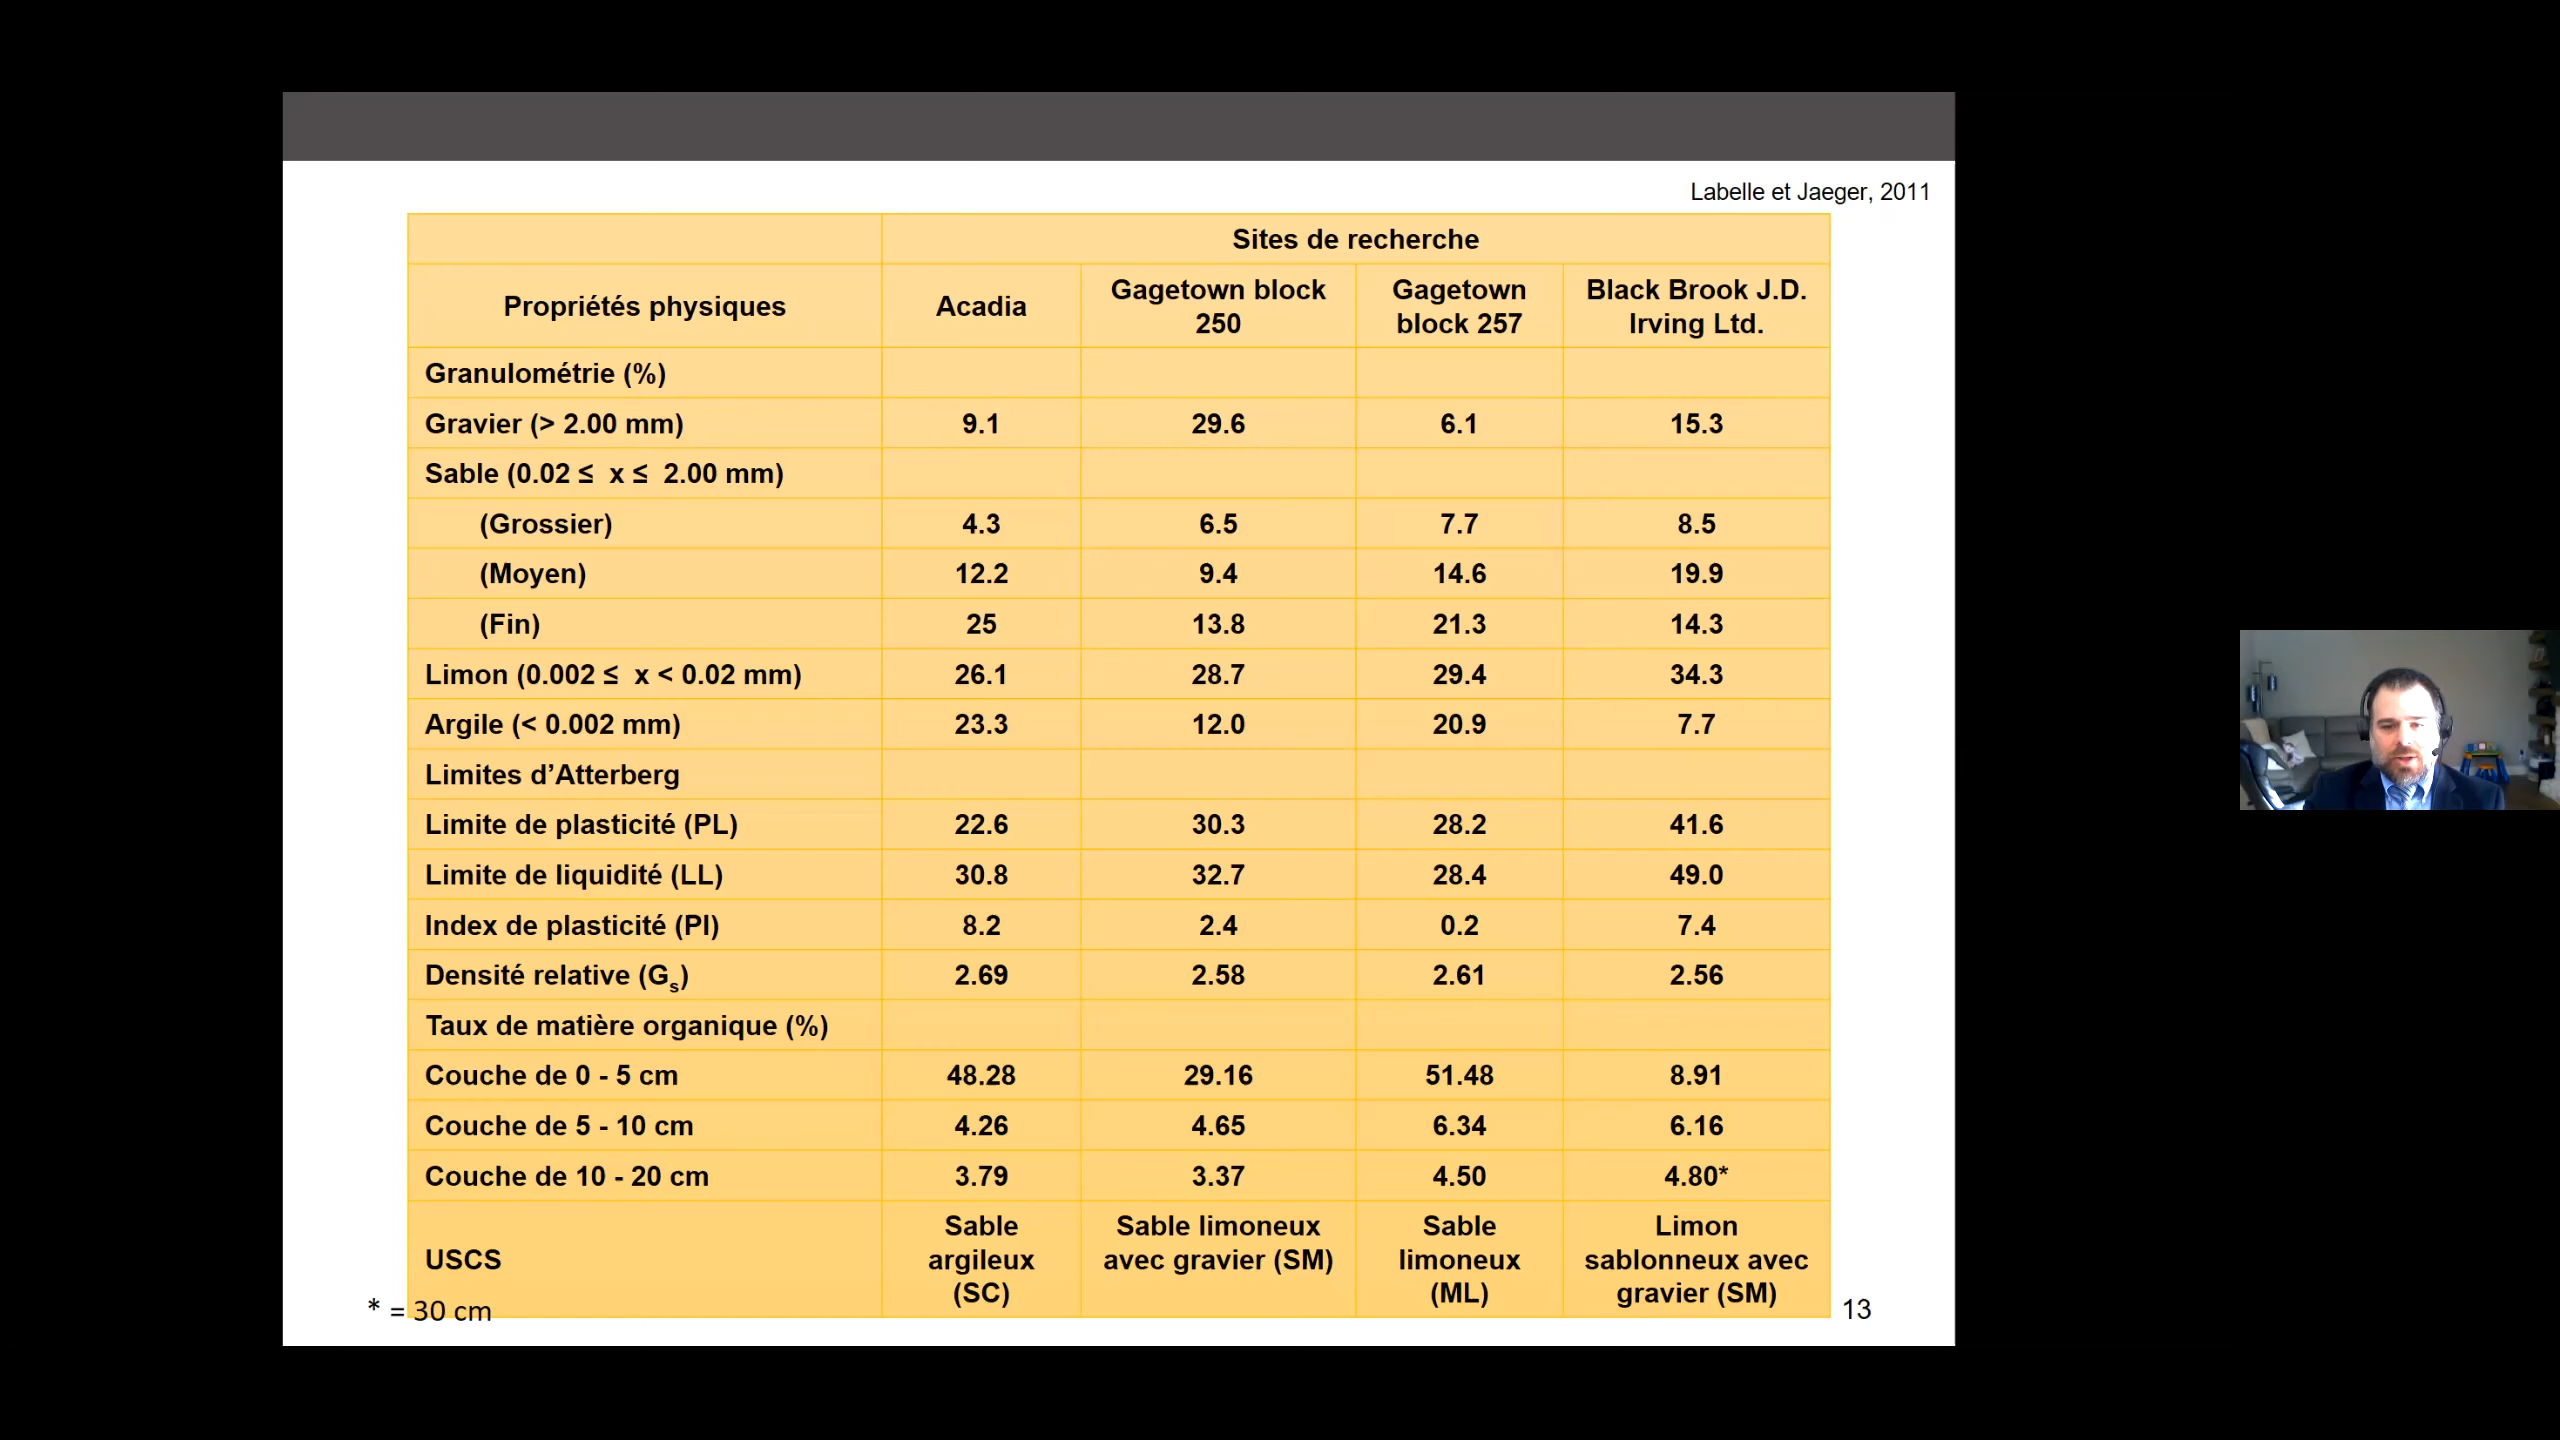 Labelle et Jaeger, 2011
Sites de recherche
Propriétés physiques Acadia Gagetown block 250 Gagetown block 257 Black Brook J.D. Irving Ltd.
Granulométrie (%)
Gravier (> 2.00 mm) 9.1 29.6 6.1 15.3
Sable (0.02 ≤ x ≤ 2.00 mm)
(Grossier) 4.3 6.5 7.7 8.5
(Moyen) 12.2 9.4 14.6 19.9
(Fin) 25 13.8 21.3 14.3
Limon (0.002 ≤ x < 0.02 mm) 26.1 28.7 29.4 34.3
Argile (< 0.002 mm) 23.3 12.0 20.9 7.7
Limites d’Atterberg
Limite de plasticité (PL) 22.6 30.3 28.2 41.6
Limite de liquidité (LL) 30.8 32.7 28.4 49.0
Index de plasticité (PI) 8.2 2.4 0.2 7.4
Densité relative (Gs) 2.69 2.58 2.61 2.56
Taux de matière organique (%)
Couche de 0 - 5 cm 48.28 29.16 51.48 8.91
Couche de 5 - 10 cm 4.26 4.65 6.34 6.16
Couche de 10 - 20 cm 3.79 3.37 4.50 4.80*
USCS Sable argileux (SC) Sable limoneux avec gravier (SM) Sable limoneux (ML) Limon sablonneux avec gravier (SM)
* = 30 cm
13